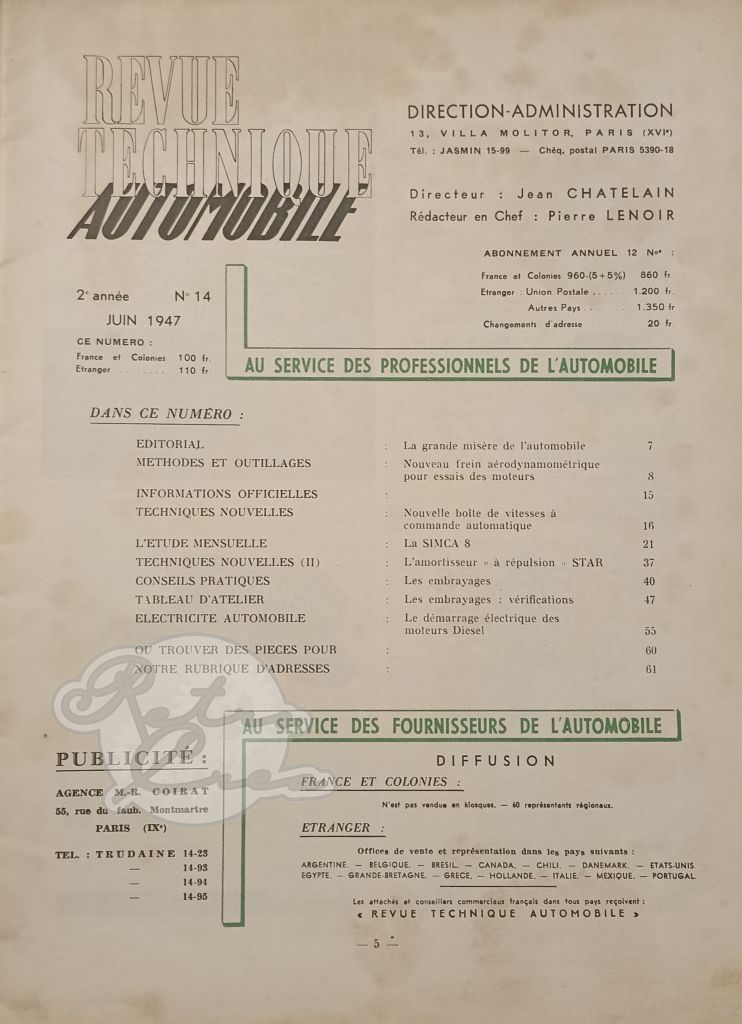 REVUE
TECHNIQUE
AUTOMOBILE
DIRECTION-ADMINISTRATION
13, VILLA MOLITOR, PARIS (XVIe)
Tél. : JASMIN 15-99 — Chèq. postal PARIS 5390-18
Directeur : Jean CHATELAIN
Rédacteur en Chef : Pierre LENOIR
ABONNEMENT ANNUEL 12 Nos :
France et Colonies 960-(5+5%) 860 fr.
Etranger : Union Postale ...... 1.200 fr.
Autres Pays ...... 1.350 fr
Changements d'adresse ...... 20 fr.
2e année No 14
JUIN 1947
CE NUMERO :
France et Colonies 100 fr.
Etranger ........ 110 fr.
AU SERVICE DES PROFESSIONNELS DE L'AUTOMOBILE
DANS CE NUMÉRO :
EDITORIAL : La grande misère de l'automobile 7
METHODES ET OUTILLAGES : Nouveau frein aérodynamométrique
pour essais des moteurs 8
INFORMATIONS OFFICIELLES : 15
TECHNIQUES NOUVELLES : Nouvelle boîte de vitesses à
commande automatique 16
L'ETUDE MENSUELLE : La SIMCA 8 21
TECHNIQUES NOUVELLES (II) : L'amortisseur « à répulsion » STAR 37
CONSEILS PRATIQUES : Les embrayages 40
TABLEAU D'ATELIER : Les embrayages : vérifications 47
ELECTRICITE AUTOMOBILE : Le démarrage électrique des
moteurs Diesel 55
OU TROUVER DES PIECES POUR : 60
NOTRE RUBRIQUE D'ADRESSES : 61
Retro Cres
AU SERVICE DES FOURNISSEURS DE L'AUTOMOBILE
PUBLICITÉ :
AGENCE M.-R. COIRAT
55, rue du faub. Montmartre
PARIS (IXe)
TEL. : TRUDAINE 14-23
— 14-93
— 14-94
— 14-95
DIFFUSION
FRANCE ET COLONIES :
N'est pas vendue en kiosques. — 60 représentants régionaux.
ETRANGER :
Offices de vente et représentation dans les pays suivants :
ARGENTINE. — BELGIQUE. — BRESIL. — CANADA. — CHILI. — DANEMARK. — ETATS-UNIS.
EGYPTE. — GRANDE-BRETAGNE. — GRECE. — HOLLANDE. — ITALIE. — MEXIQUE. — PORTUGAL.
Les attachés et conseillers commerciaux français dans tous pays reçoivent :
« REVUE TECHNIQUE AUTOMOBILE »
— 5 —